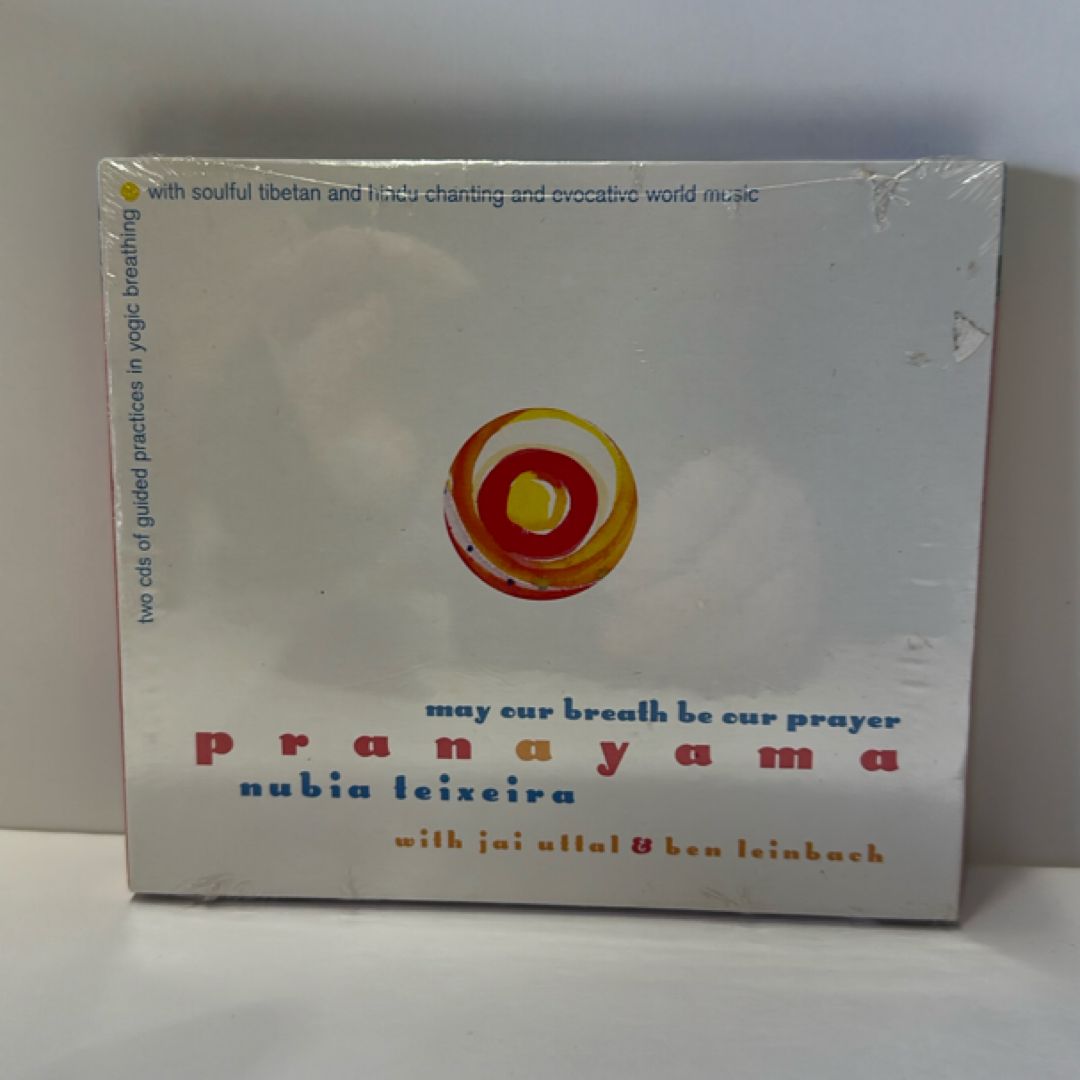 two cds of guided practices in yogic breathing
with soulful tibetan and hindu chanting and evocative world music
may our breath be our prayer
pranayama
nubia teixeira
with jai uttal & ben leinbach